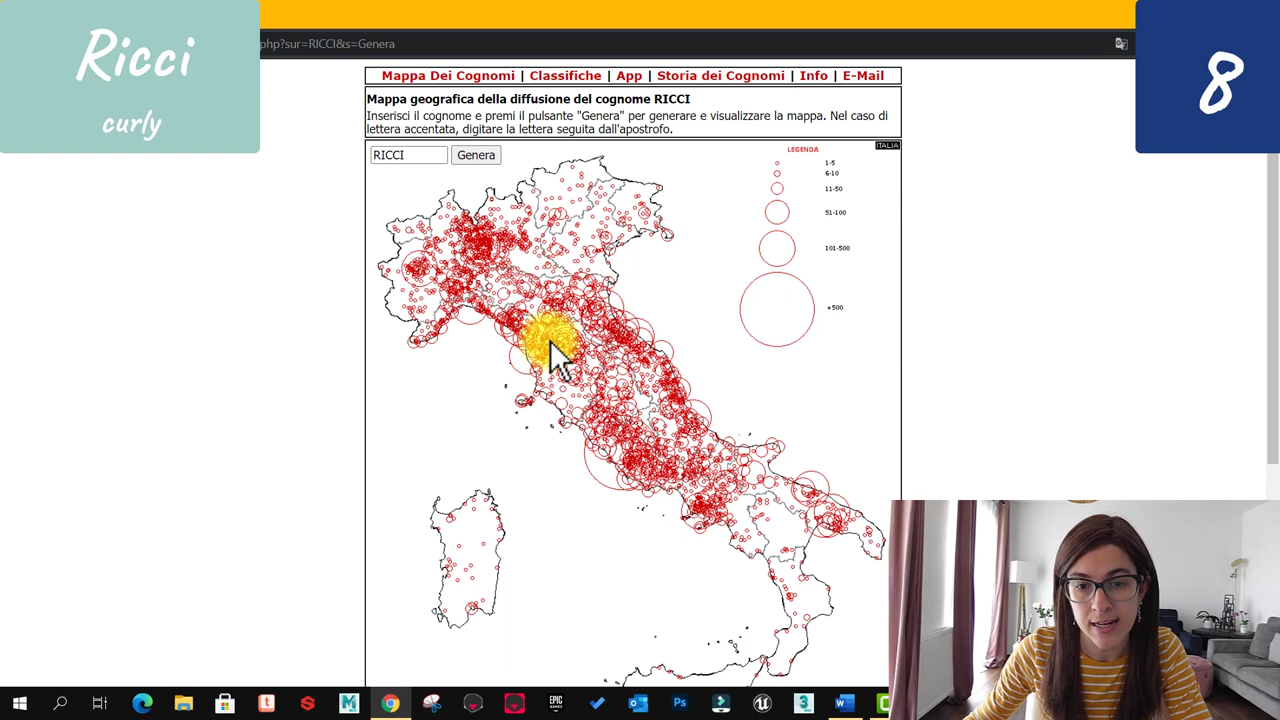 Ricci
curly
8
php?sur=RICCI&s=Genera
Mappa Dei Cognomi | Classifiche | App | Storia dei Cognomi | Info | E-Mail
Mappa geografica della diffusione del cognome RICCI
Inserisci il cognome e premi il pulsante "Genera" per generare e visualizzare la mappa. Nel caso di
lettera accentata, digitare la lettera seguita dall'apostrofo.
ITALIA
RICCI
Genera
LEGENDA
1-5
6-10
11-50
51-100
101-500
+500